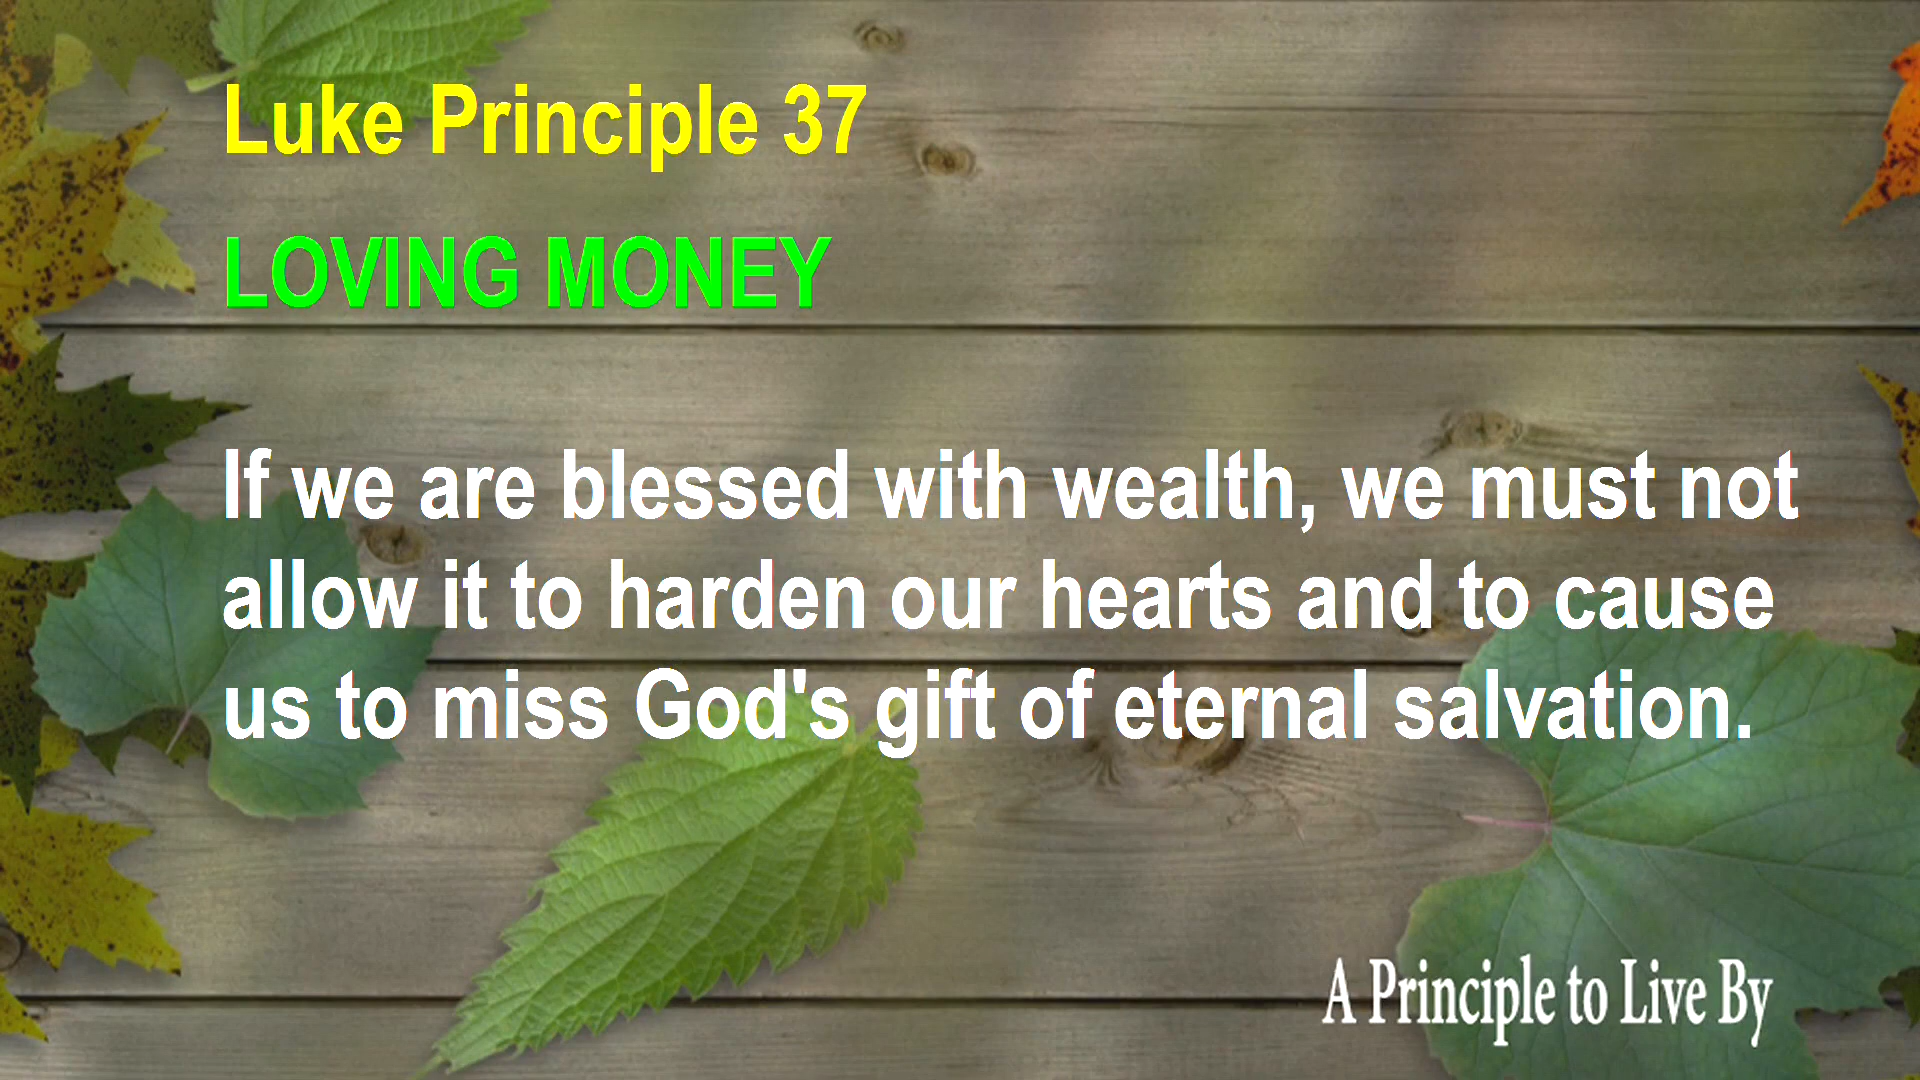 Luke Principle 37
LOVING MONEY
If we are blessed with wealth, we must not
allow it to harden our hearts and to cause
us to miss God's gift of eternal salvation.
A Principle to Live By